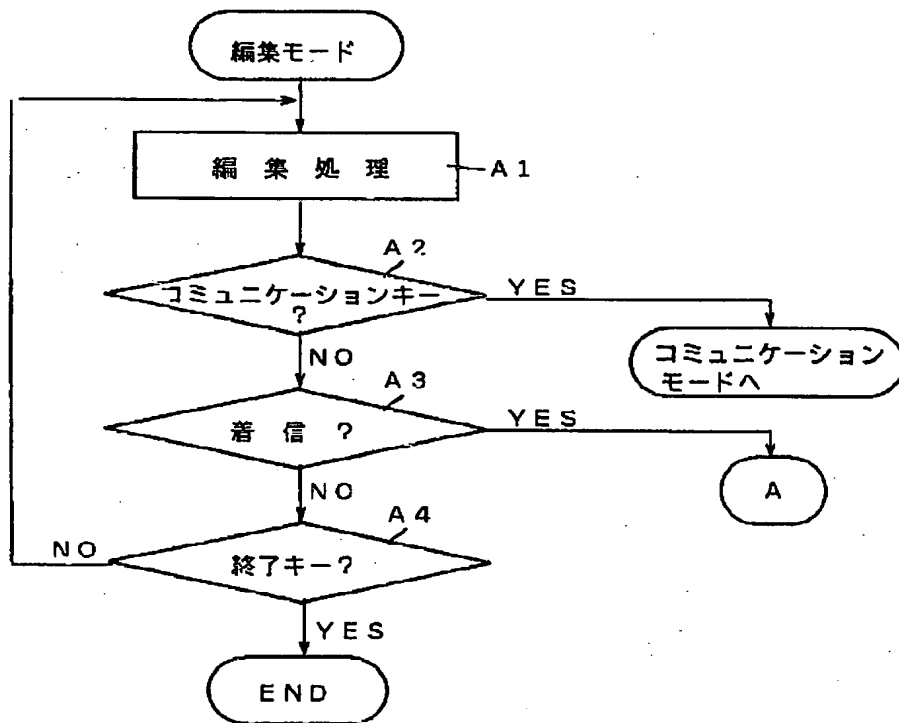 編集モード
編集処理
A1
A2
コミュニケーションキー
?
YES
コミュニケーション
モードへ
NO
A3
着信?
YES
A
NO
A4
終了キー?
NO
YES
END